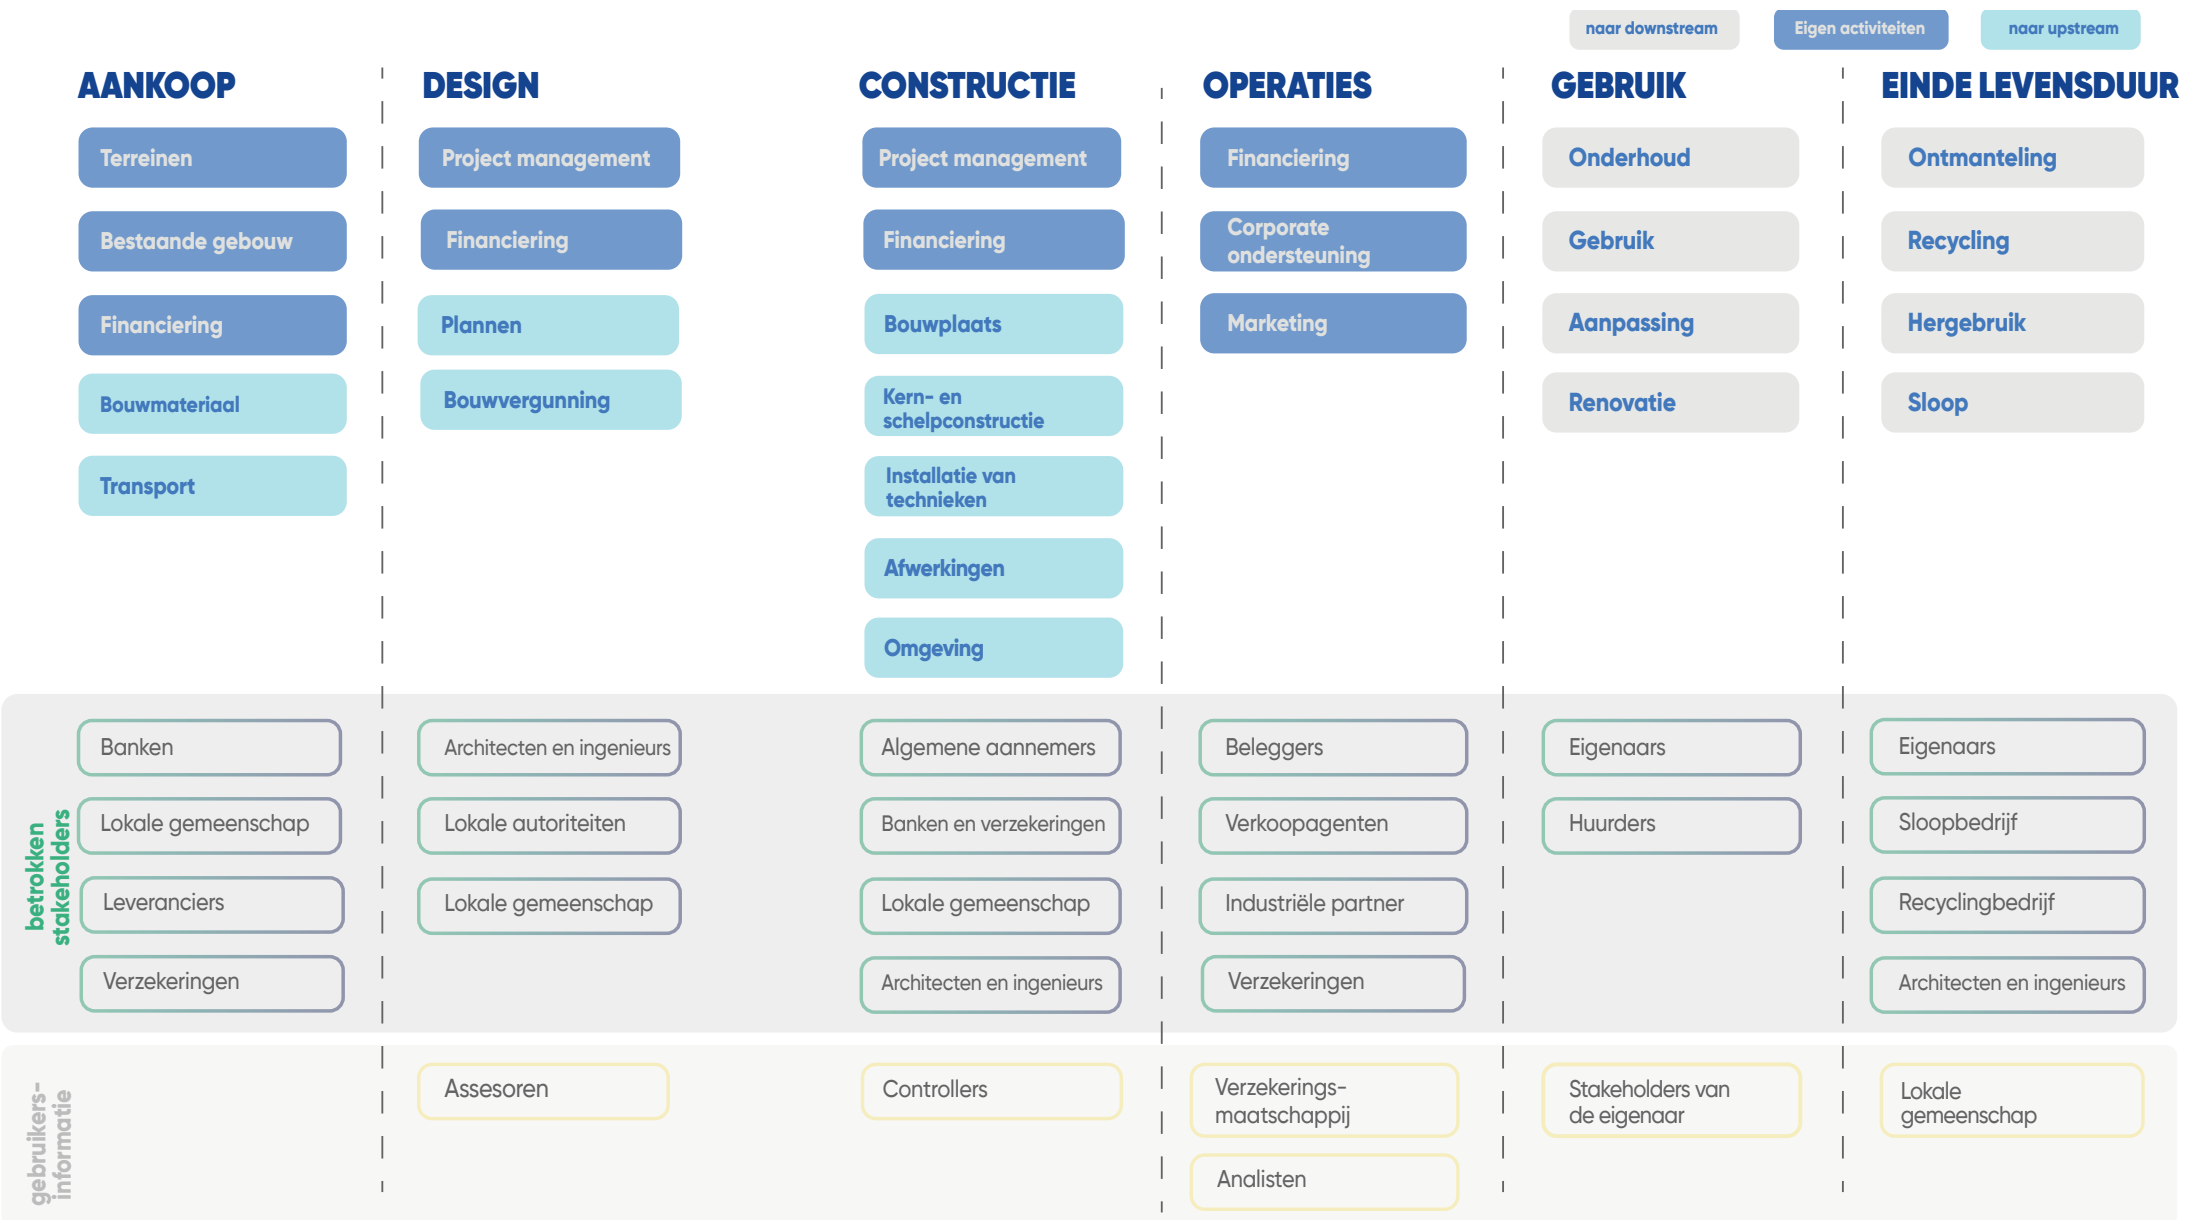 naar downstream
Eigen activiteiten
naar upstream
AANKOOP
Terreinen
Bestaande gebouw
Financiering
Bouwmateriaal
Transport
DESIGN
Project management
Financiering
Plannen
Bouwvergunning
CONSTRUCTIE
Project management
Financiering
Bouwplaats
Kern- en
schelpconstructie
Installatie van
technieken
Afwerkingen
Omgeving
OPERATIES
Financiering
Corporate
ondersteuning
Marketing
GEBRUIK
Onderhoud
Gebruik
Aanpassing
Renovatie
EINDE LEVENSDUUR
Ontmanteling
Recycling
Hergebruik
Sloop
betrokken
stakeholders
Banken
Lokale gemeenschap
Leveranciers
Verzekeringen
Architecten en ingenieurs
Lokale autoriteiten
Lokale gemeenschap
Algemene aannemers
Banken en verzekeringen
Lokale gemeenschap
Architecten en ingenieurs
Beleggers
Verkoopagenten
Industriële partner
Verzekeringen
Eigenaars
Huurders
Eigenaars
Sloopbedrijf
Recyclingbedrijf
Architecten en ingenieurs
gebruikers-
informatie
Assesoren
Controllers
Verzekerings-
maatschappij
Analisten
Stakeholders van
de eigenaar
Lokale
gemeenschap